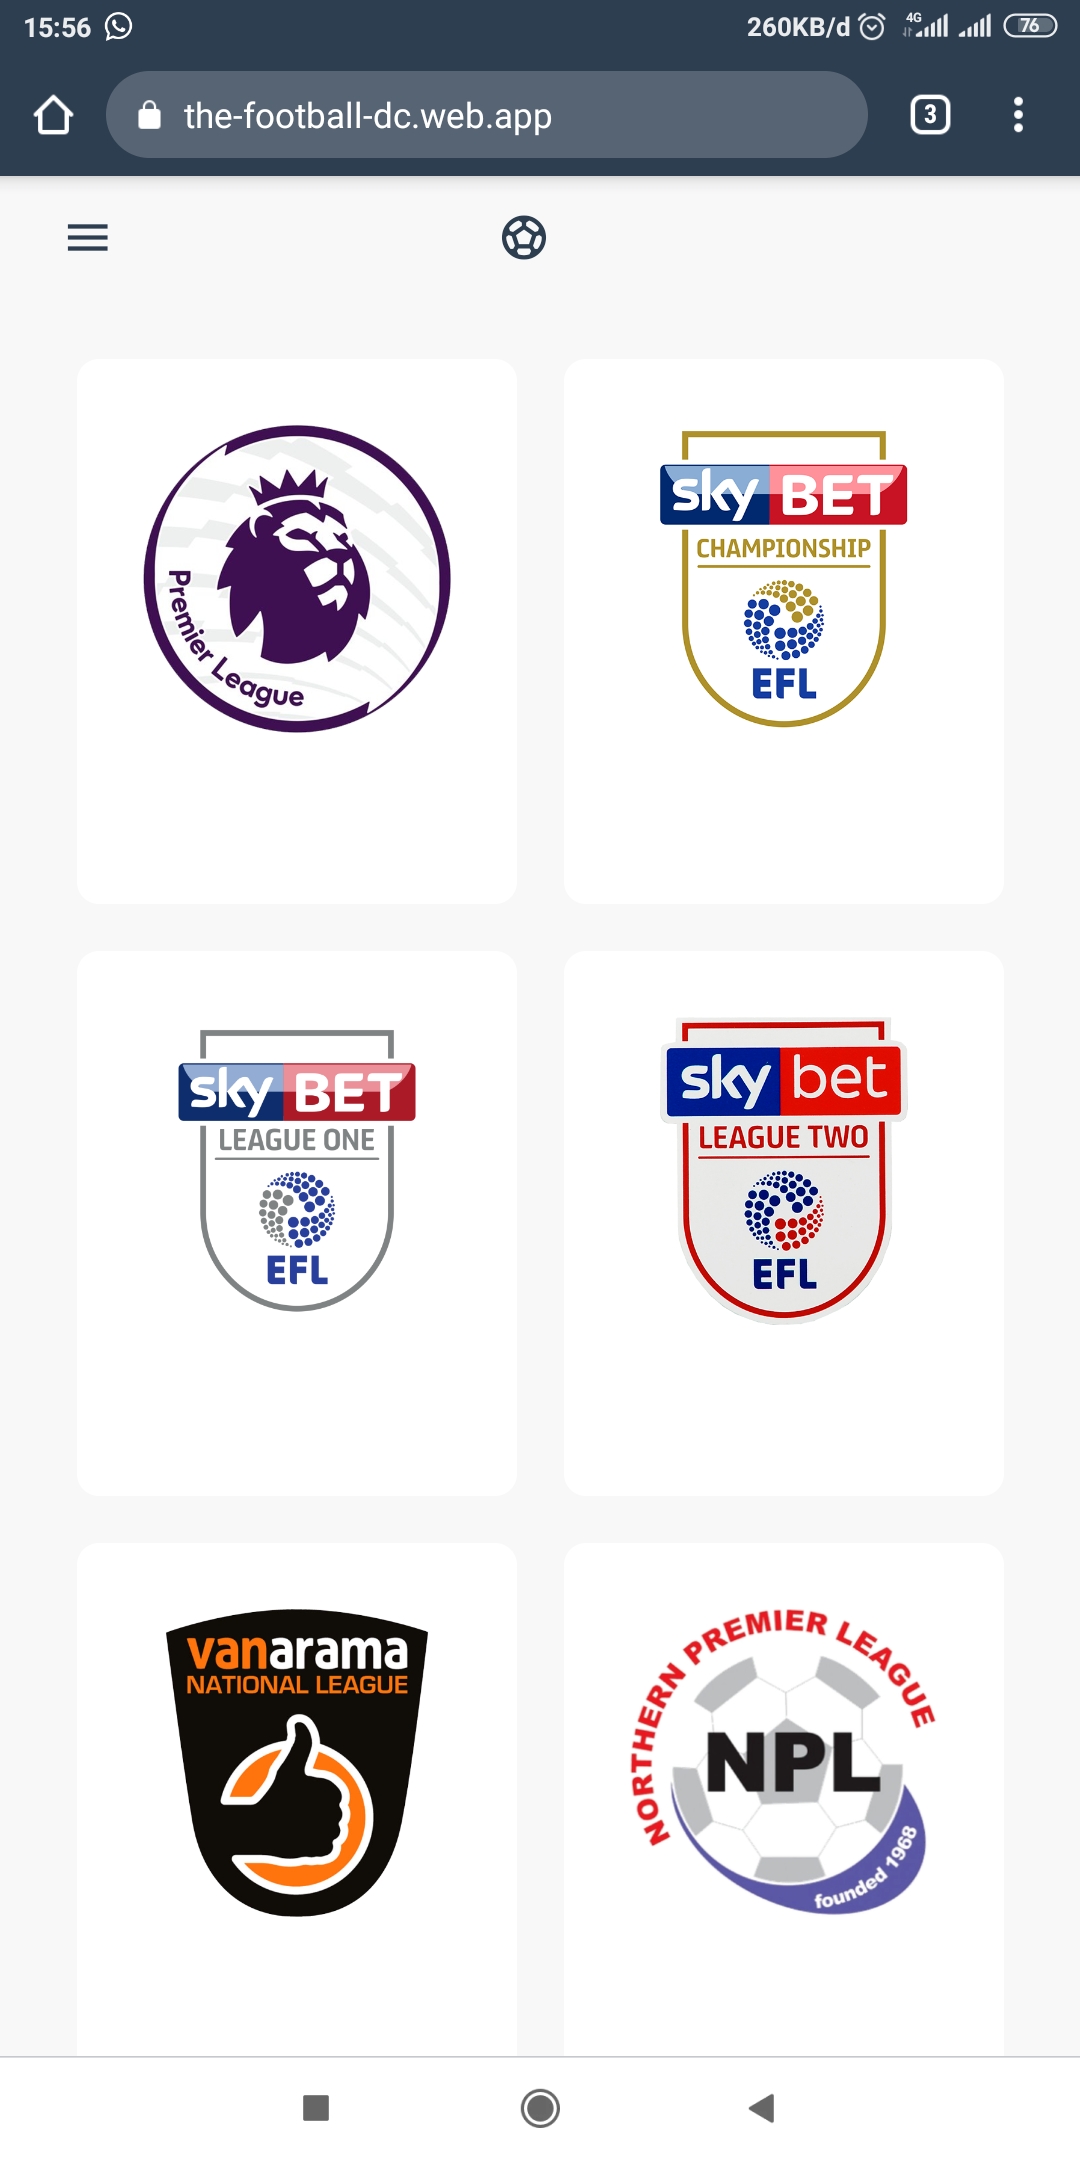 15:56
260KB/d
4G
76
the-football-dc.web.app
3
Premier League
sky BET
CHAMPIONSHIP
EFL
sky BET
LEAGUE ONE
EFL
sky bet
LEAGUE TWO
EFL
vanarama
NATIONAL LEAGUE
NORTHERN PREMIER LEAGUE
NPL
founded 1968